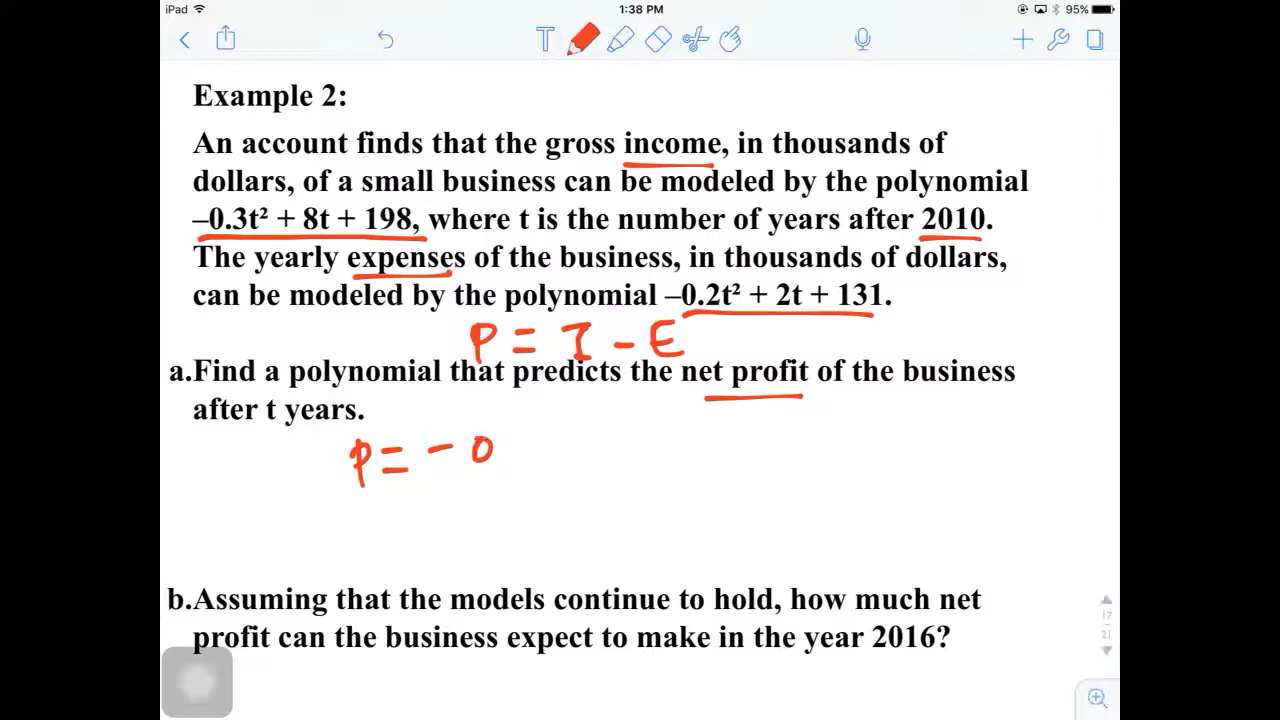 iPad 1:38 PM 95%
T
Example 2:
An account finds that the gross income, in thousands of
dollars, of a small business can be modeled by the polynomial
–0.3t² + 8t + 198, where t is the number of years after 2010.
The yearly expenses of the business, in thousands of dollars,
can be modeled by the polynomial –0.2t² + 2t + 131.
P = I - E
a.Find a polynomial that predicts the net profit of the business
after t years.
P = - 0
b.Assuming that the models continue to hold, how much net
17
21
profit can the business expect to make in the year 2016?